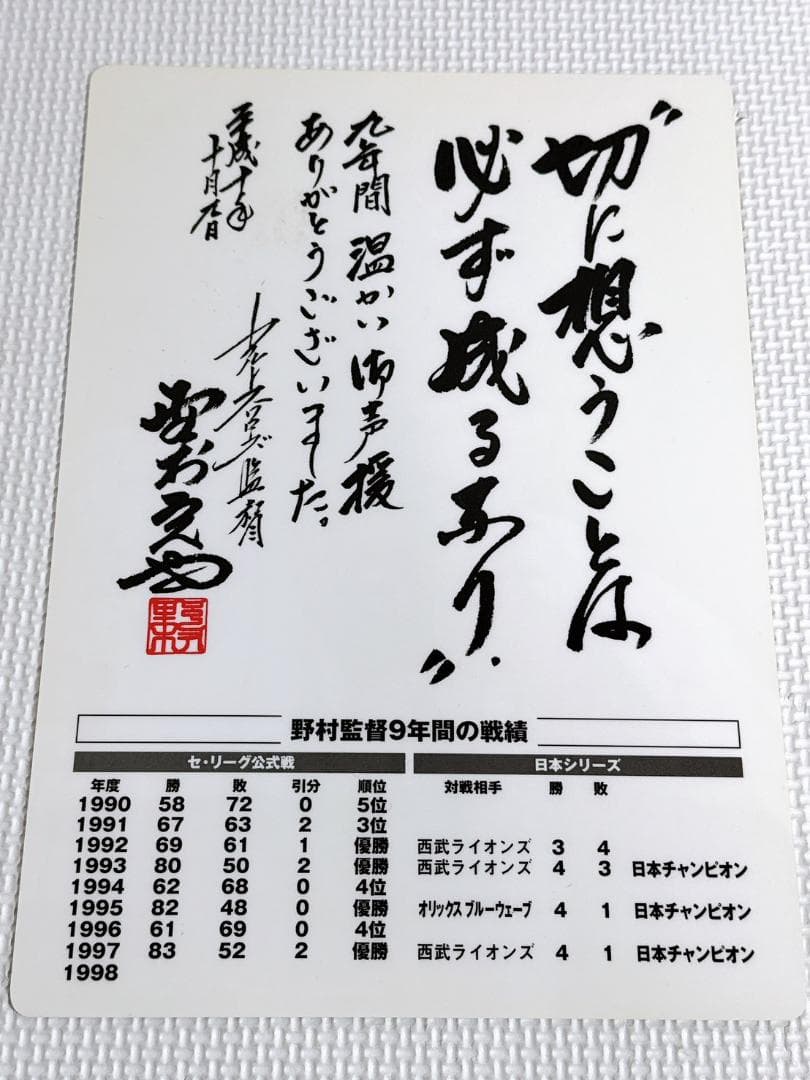 "切に想うことは
必ず成るなり"
九年間 温かい御声援
ありがとうございました。
平成十年
十月
ヤクルトスワローズ監督
野村克也
野村監督9年間の戦績
セ・リーグ公式戦 日本シリーズ
年度 勝 敗 引分 順位 対戦相手 勝 敗
1990 58 72 0 5位
1991 67 63 2 3位
1992 69 61 1 優勝 西武ライオンズ 3 4
1993 80 50 2 優勝 西武ライオンズ 4 3 日本チャンピオン
1994 62 68 0 4位
1995 82 48 0 優勝 オリックスブルーウェーブ 4 1 日本チャンピオン
1996 61 69 0 4位
1997 83 52 2 優勝 西武ライオンズ 4 1 日本チャンピオン
1998